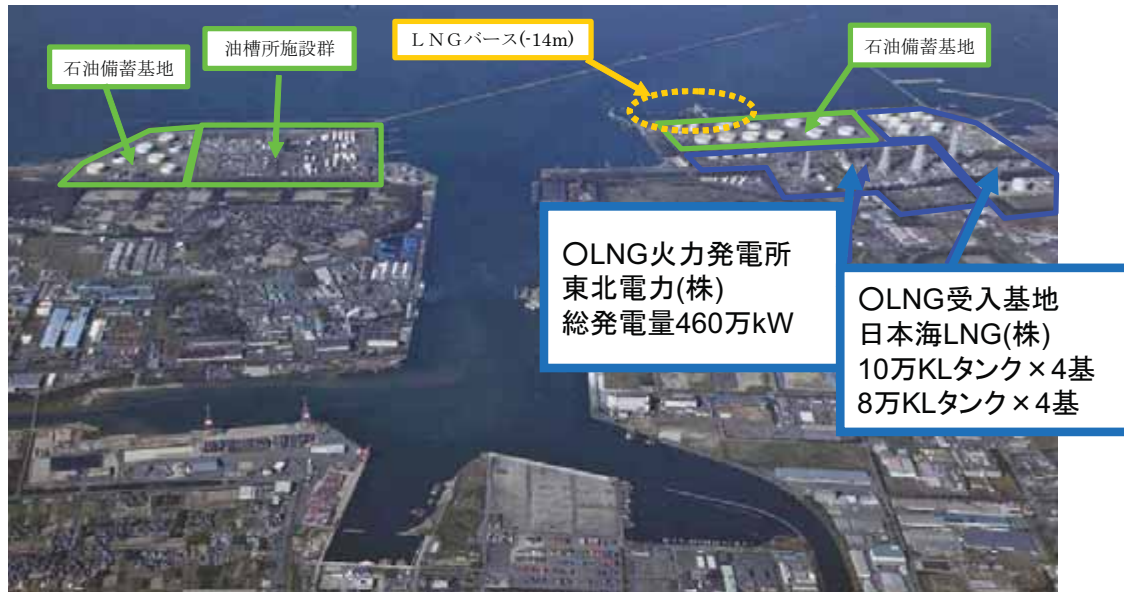 石油備蓄基地
油槽所施設群
ＬＮＧバース(-14m)
石油備蓄基地
〇LNG火力発電所
東北電力(株)
総発電量460万kW
〇LNG受入基地
日本海LNG(株)
10万KLタンク×4基
8万KLタンク×4基